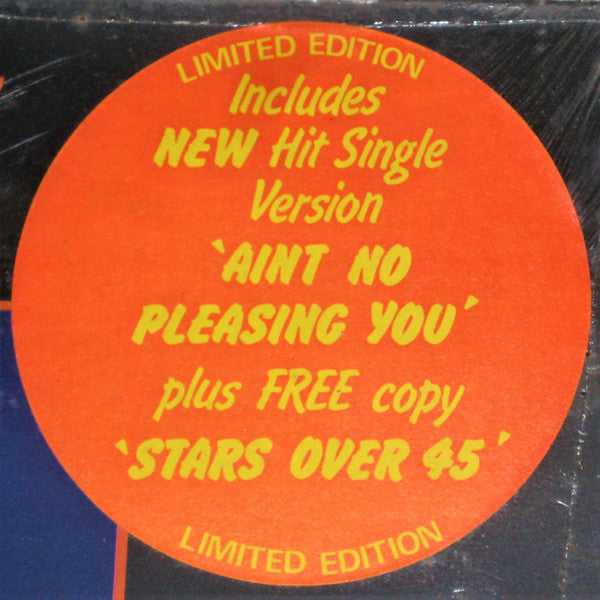 LIMITED EDITION
Includes
NEW Hit Single
Version
‵AINT NO
PLEASING YOU′
plus FREE copy
‵STARS OVER 45′
LIMITED EDITION